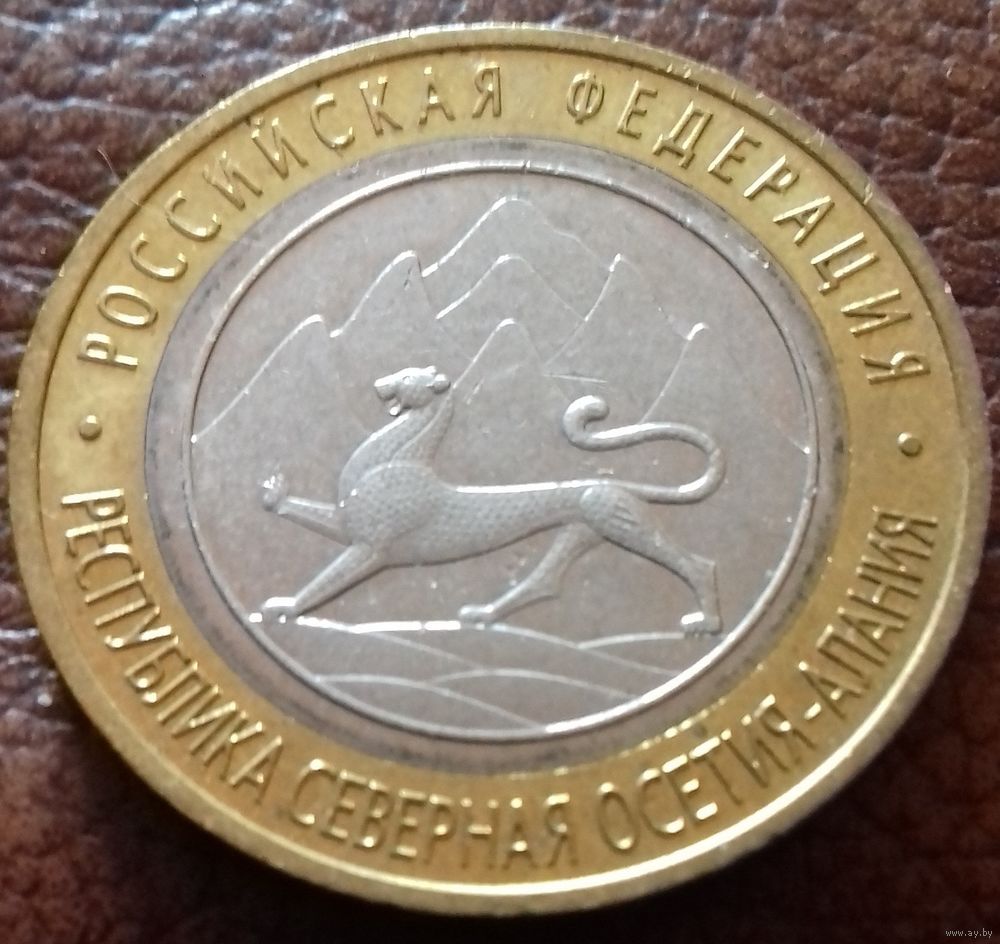 РОССИЙСКАЯ ФЕДЕРАЦИЯ
РЕСПУБЛИКА СЕВЕРНАЯ ОСЕТИЯ-АЛАНИЯ
www.ay.by